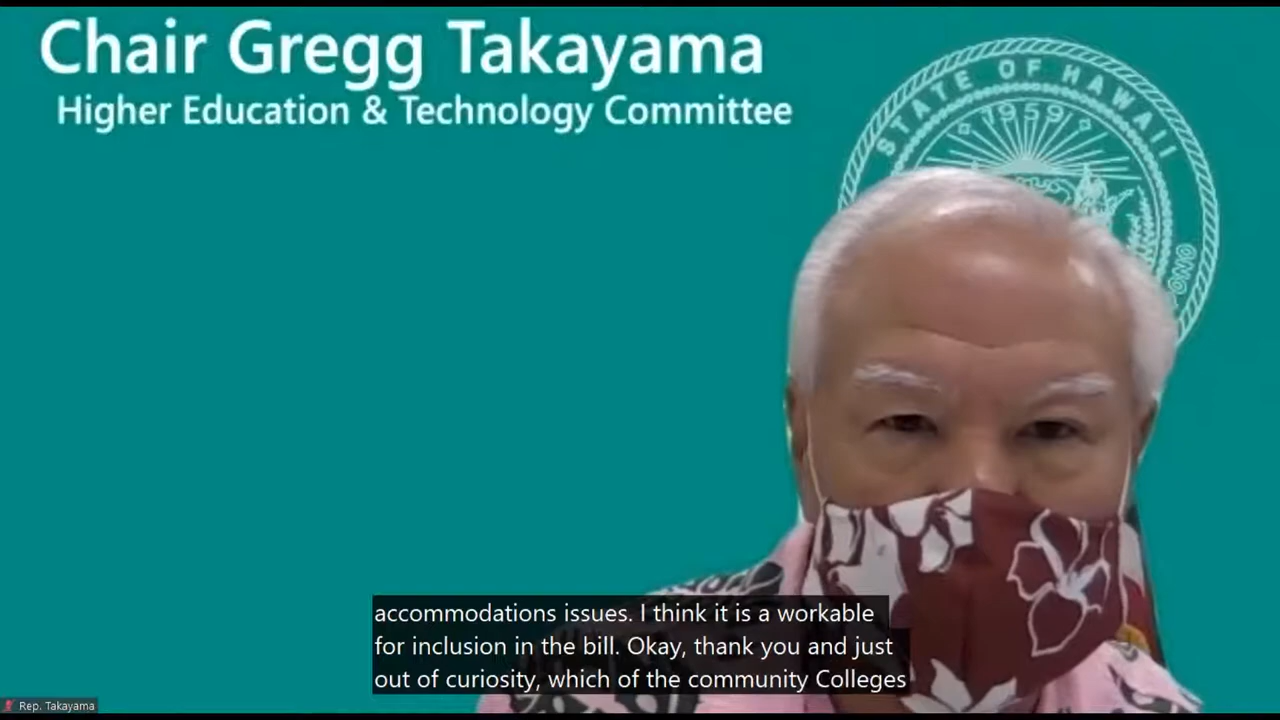 Chair Gregg Takayama
Higher Education & Technology Committee
STATE OF HAWAII
1959
ONO
accommodations issues. I think it is a workable
for inclusion in the bill. Okay, thank you and just
out of curiosity, which of the community Colleges
Rep. Takayama